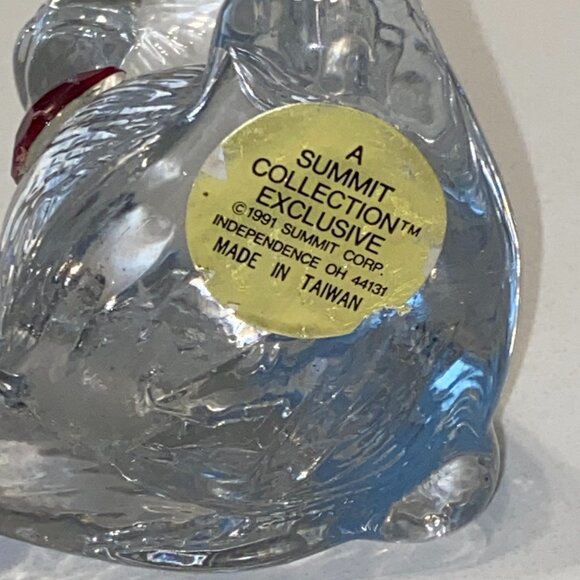 A
SUMMIT
COLLECTION™
EXCLUSIVE
©1991 SUMMIT CORP.
INDEPENDENCE OH 44131
MADE IN TAIWAN